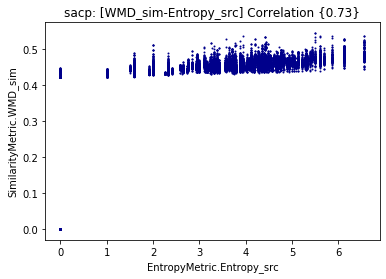 sacp: [WMD_sim-Entropy_src] Correlation {0.73}
SimilarityMetric.WMD_sim
0.5
0.4
0.3
0.2
0.1
0.0
0 1 2 3 4 5 6
EntropyMetric.Entropy_src